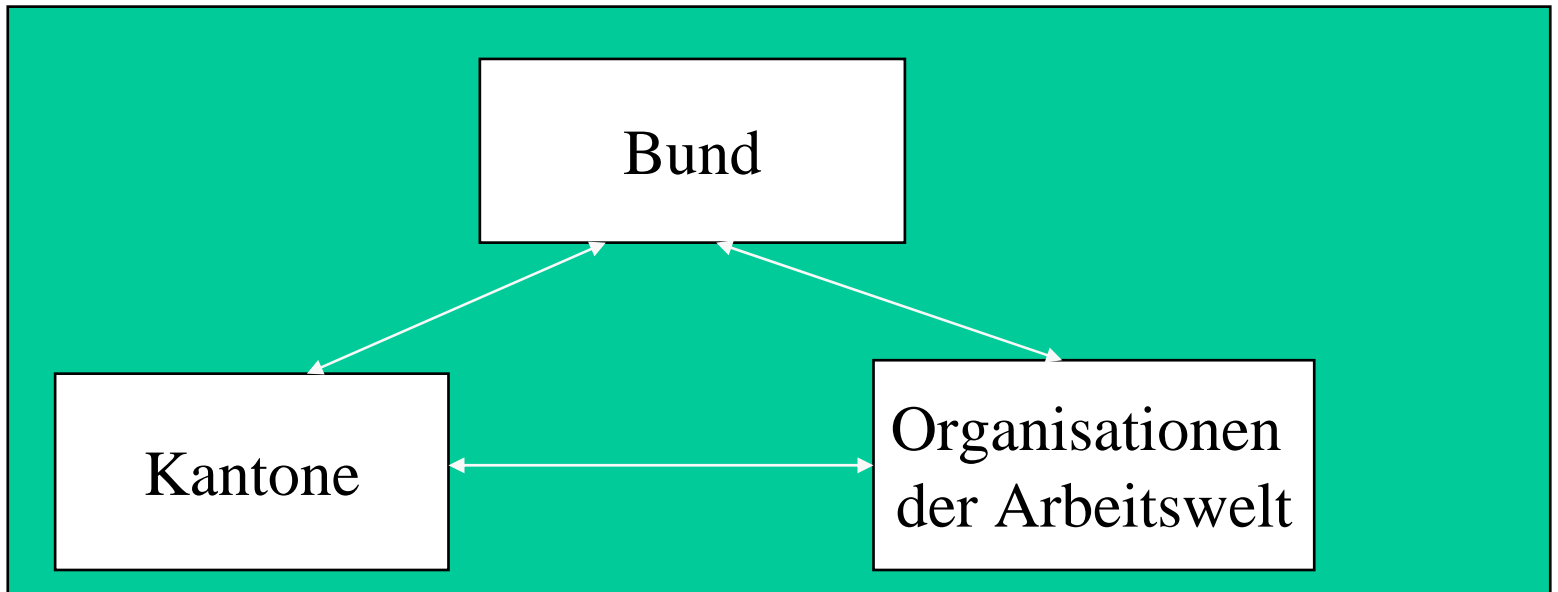 Bund
Kantone
Organisationen
der Arbeitswelt